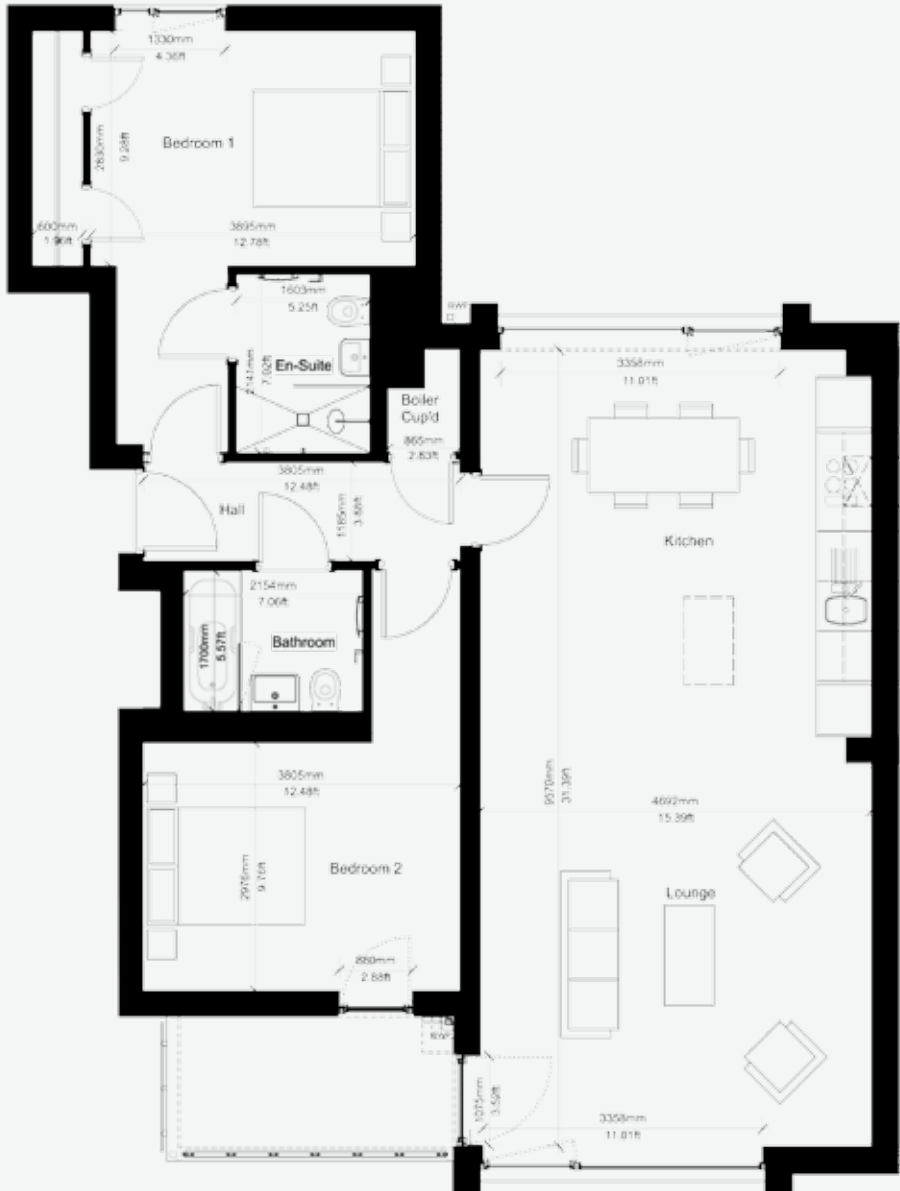 1330mm
4.36ft
Bedroom 1
2830mm
9.28ft
600mm
1.96ft
3895mm
12.78ft
1603mm
5.25ft
RWP
2141mm
7.02ft
En-Suite
3358mm
11.01ft
Boiler
Cup'd
865mm
2.83ft
3805mm
12.48ft
Hall
1185mm
3.88ft
Kitchen
2154mm
7.06ft
1700mm
5.57ft
Bathroom
3805mm
12.48ft
9570mm
31.39ft
4692mm
15.39ft
2976mm
9.76ft
Bedroom 2
Lounge
880mm
2.88ft
1075mm
3.52ft
3358mm
11.01ft